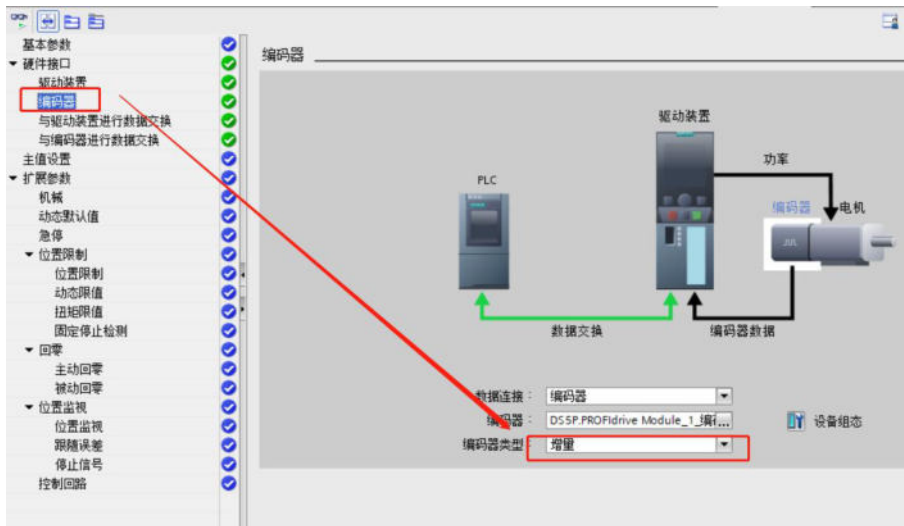 基本参数
硬件接口
驱动装置
编码器
与驱动装置进行数据交换
与编码器进行数据交换
主值设置
扩展参数
机械
动态默认值
急停
位置限制
位置限制
动态限值
扭矩限值
固定停止检测
回零
主动回零
被动回零
位置监视
位置监视
跟随误差
停止信号
控制回路
编码器
驱动装置
功率
PLC
编码器
电机
数据交换
编码器数据
数据连接：
编码器
编码器：
DS5P.PROFIdrive Module_1_编
...
设备组态
编码器类型：
增量